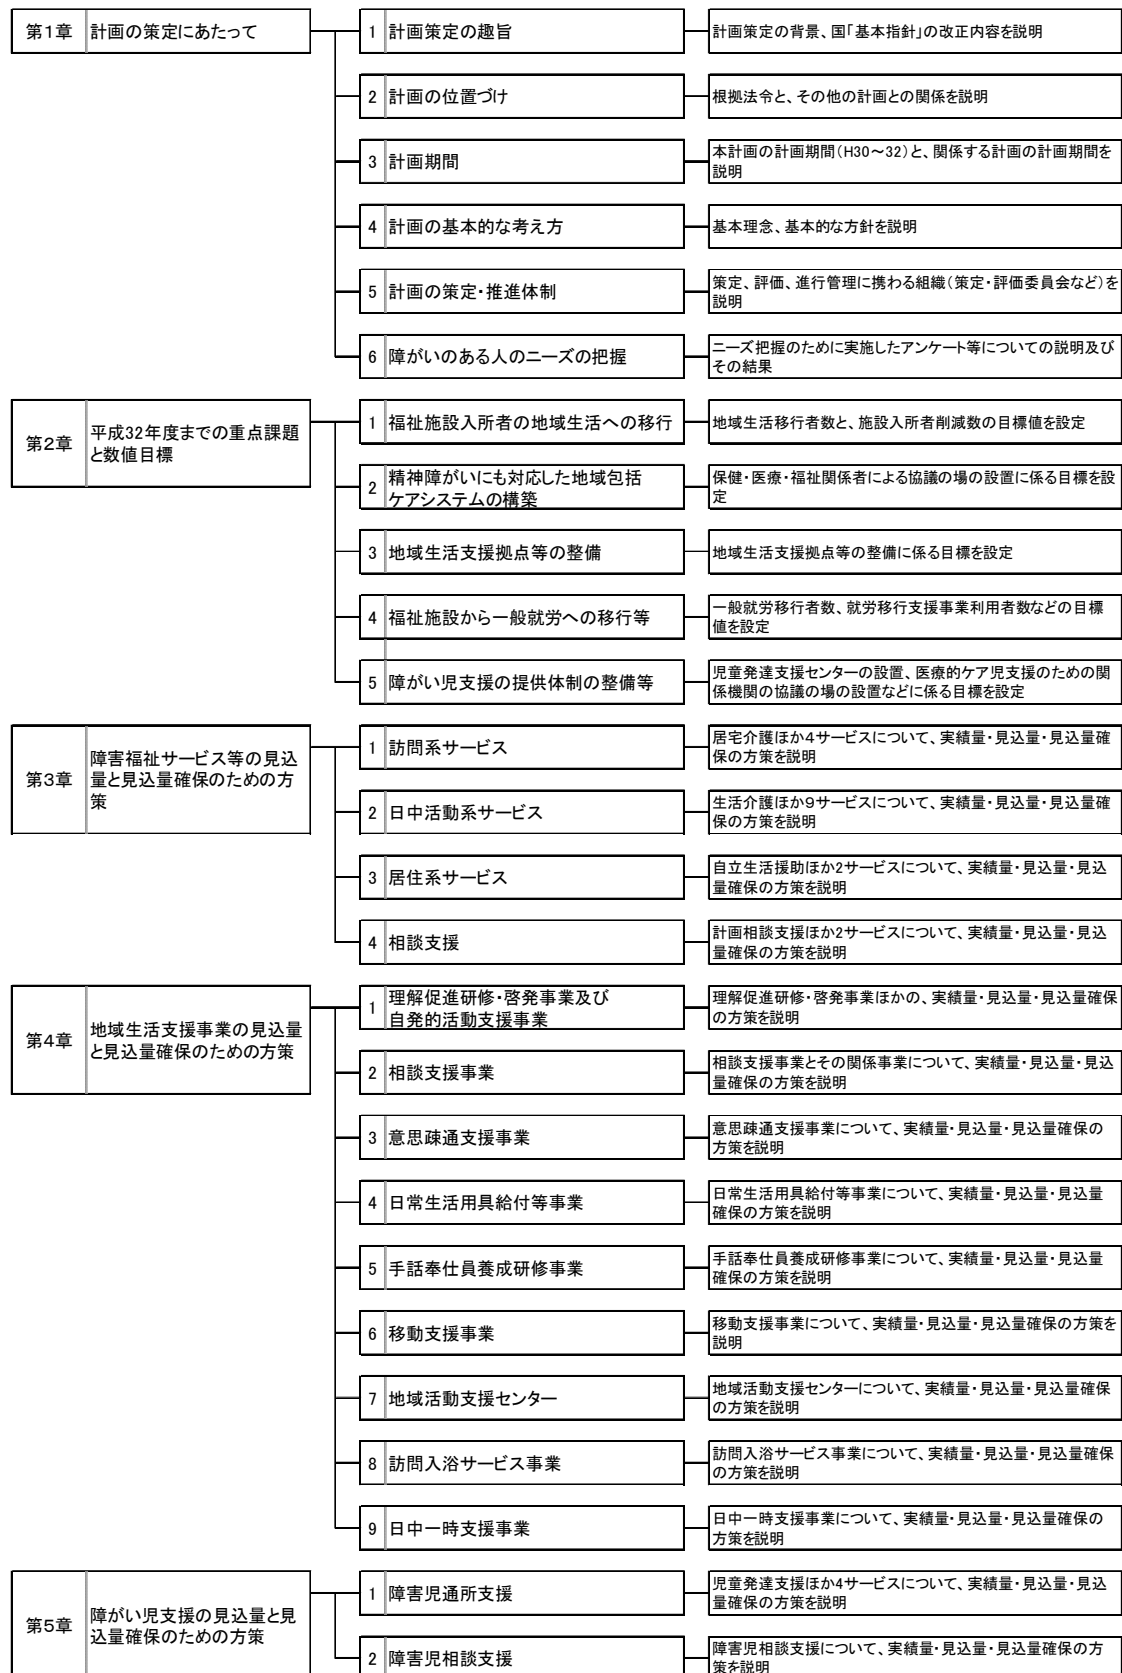 第1章 計画の策定にあたって
1 計画策定の趣旨
計画策定の背景、国「基本指針」の改正内容を説明
2 計画の位置づけ
根拠法令と、その他の計画との関係を説明
3 計画期間
本計画の計画期間(H30～32)と、関係する計画の計画期間を
説明
4 計画の基本的な考え方
基本理念、基本的な方針を説明
5 計画の策定・推進体制
策定、評価、進行管理に携わる組織(策定・評価委員会など)を
説明
6 障がいのある人のニーズの把握
ニーズ把握のために実施したアンケート等についての説明及び
その結果
第2章 平成32年度までの重点課題
と数値目標
1 福祉施設入所者の地域生活への移行
地域生活移行者数と、施設入所者削減数の目標値を設定
2 精神障がいにも対応した地域包括
ケアシステムの構築
保健・医療・福祉関係者による協議の場の設置に係る目標を設
定
3 地域生活支援拠点等の整備
地域生活支援拠点等の整備に係る目標を設定
4 福祉施設から一般就労への移行等
一般就労移行者数、就労移行支援事業利用者数などの目標
値を設定
5 障がい児支援の提供体制の整備等
児童発達支援センターの設置、医療的ケア児支援のための関
係機関の協議の場の設置などに係る目標を設定
第3章 障害福祉サービス等の見込
量と見込量確保のための方
策
1 訪問系サービス
居宅介護ほか4サービスについて、実績量・見込量・見込量確
保の方策を説明
2 日中活動系サービス
生活介護ほか9サービスについて、実績量・見込量・見込量確
保の方策を説明
3 居住系サービス
自立生活援助ほか2サービスについて、実績量・見込量・見込
量確保の方策を説明
4 相談支援
計画相談支援ほか2サービスについて、実績量・見込量・見込
量確保の方策を説明
第4章 地域生活支援事業の見込量
と見込量確保のための方策
1 理解促進研修・啓発事業及び
自発的活動支援事業
理解促進研修・啓発事業ほかの、実績量・見込量・見込量確保
の方策を説明
2 相談支援事業
相談支援事業とその関係事業について、実績量・見込量・見込
量確保の方策を説明
3 意思疎通支援事業
意思疎通支援事業について、実績量・見込量・見込量確保の
方策を説明
4 日常生活用具給付等事業
日常生活用具給付等事業について、実績量・見込量・見込量
確保の方策を説明
5 手話奉仕員養成研修事業
手話奉仕員養成研修事業について、実績量・見込量・見込量
確保の方策を説明
6 移動支援事業
移動支援事業について、実績量・見込量・見込量確保の方策を
説明
7 地域活動支援センター
地域活動支援センターについて、実績量・見込量・見込量確保
の方策を説明
8 訪問入浴サービス事業
訪問入浴サービス事業について、実績量・見込量・見込量確保
の方策を説明
9 日中一時支援事業
日中一時支援事業について、実績量・見込量・見込量確保の
方策を説明
第5章 障がい児支援の見込量と見
込量確保のための方策
1 障害児通所支援
児童発達支援ほか4サービスについて、実績量・見込量・見込
量確保の方策を説明
2 障害児相談支援
障害児相談支援について、実績量・見込量・見込量確保の方
策を説明